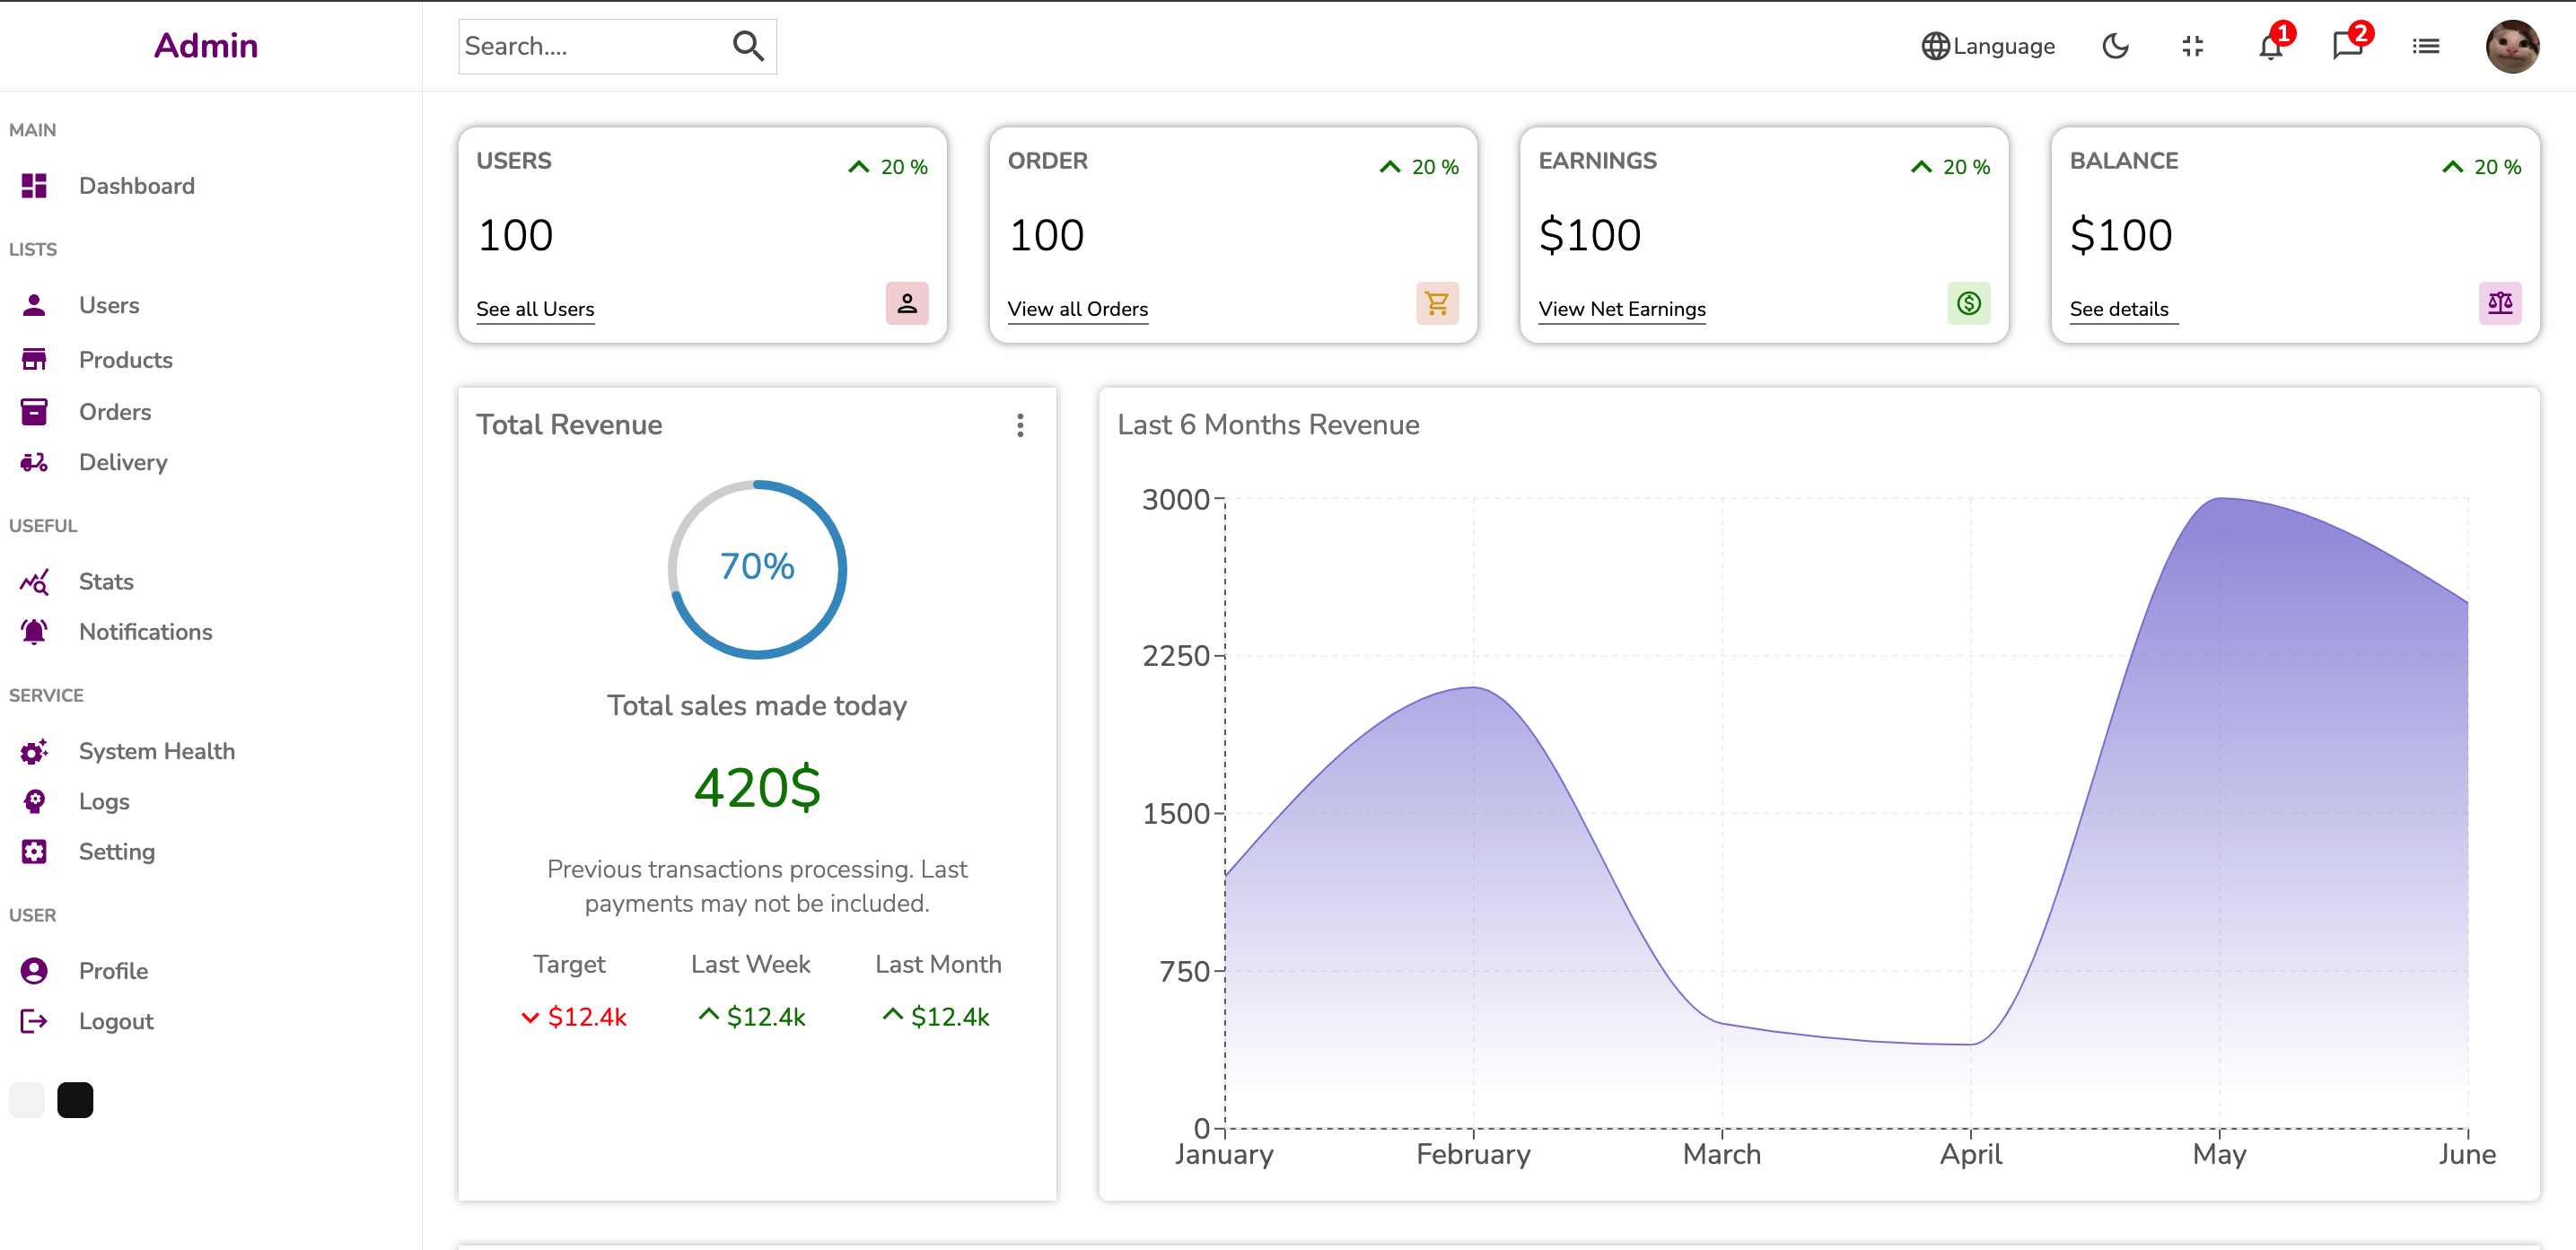 Admin
Search....
Language
1
2
MAIN
Dashboard
LISTS
Users
Products
Orders
Delivery
USEFUL
Stats
Notifications
SERVICE
System Health
Logs
Setting
USER
Profile
Logout
USERS
20 %
100
See all Users
ORDER
20 %
100
View all Orders
EARNINGS
20 %
$100
View Net Earnings
BALANCE
20 %
$100
See details
Total Revenue
70%
Total sales made today
420$
Previous transactions processing. Last
payments may not be included.
Target
Last Week
Last Month
$12.4k
$12.4k
$12.4k
Last 6 Months Revenue
3000
2250
1500
750
0
January
February
March
April
May
June